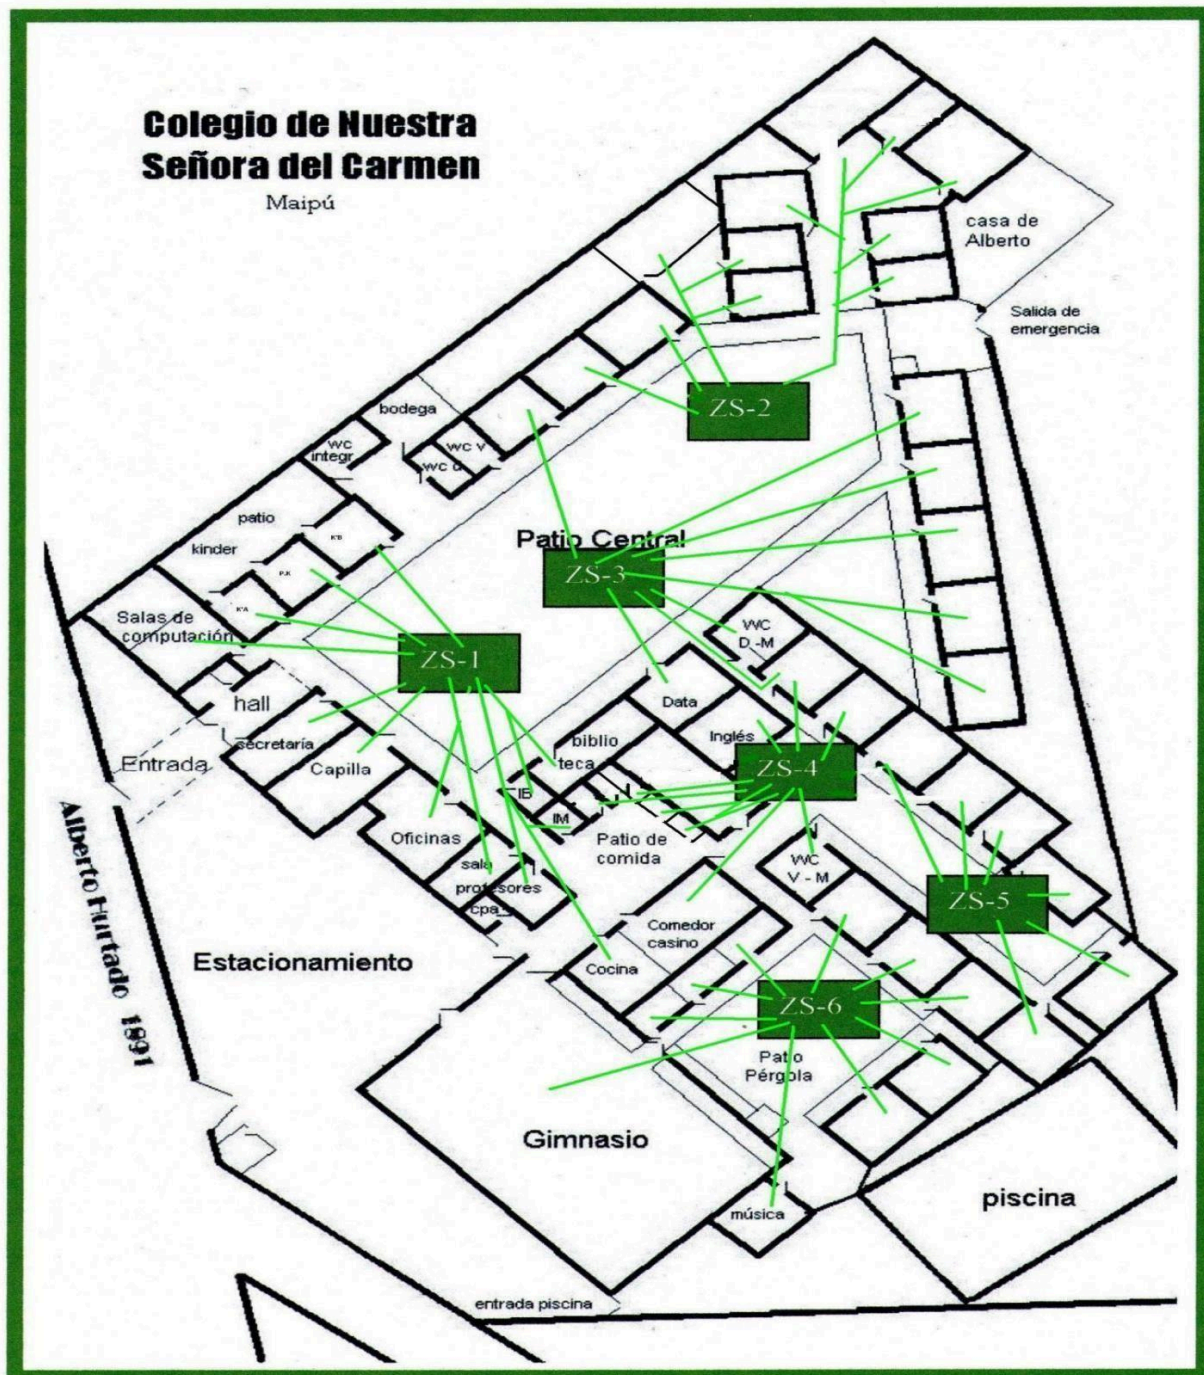 Colegio de Nuestra
Señora del Carmen
Maipú
casa de
Alberto
Salida de
emergencia
ZS-2
bodega
wc
integr
wc v
wc d
patio
kinder
K°B
P.K
K°A
Patio Central
ZS-3
Salas de
computación
ZS-1
WC
D -M
hall
Data
secretaría
Inglés
Entrada
Capilla
biblio
teca
ZS-4
IB
IM
Oficinas
Patio de
comida
WC
V - M
sala
profesores
cpa
ZS-5
Comedor
casino
Cocina
Estacionamiento
Alberto Hurtado 1891
ZS-6
Patio
Pérgola
Gimnasio
piscina
música
entrada piscina